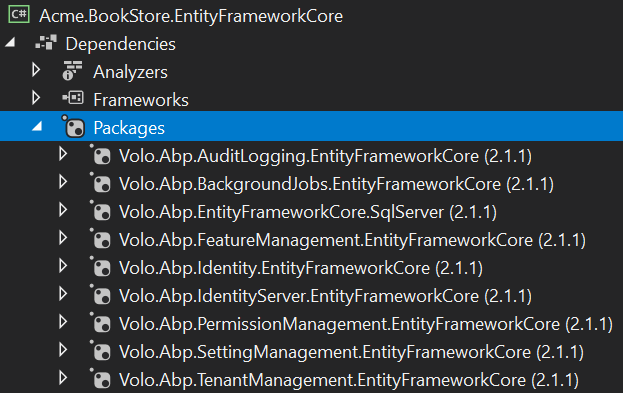 C# Acme.BookStore.EntityFrameworkCore
Dependencies
Analyzers
Frameworks
Packages
Volo.Abp.AuditLogging.EntityFrameworkCore (2.1.1)
Volo.Abp.BackgroundJobs.EntityFrameworkCore (2.1.1)
Volo.Abp.EntityFrameworkCore.SqlServer (2.1.1)
Volo.Abp.FeatureManagement.EntityFrameworkCore (2.1.1)
Volo.Abp.Identity.EntityFrameworkCore (2.1.1)
Volo.Abp.IdentityServer.EntityFrameworkCore (2.1.1)
Volo.Abp.PermissionManagement.EntityFrameworkCore (2.1.1)
Volo.Abp.SettingManagement.EntityFrameworkCore (2.1.1)
Volo.Abp.TenantManagement.EntityFrameworkCore (2.1.1)